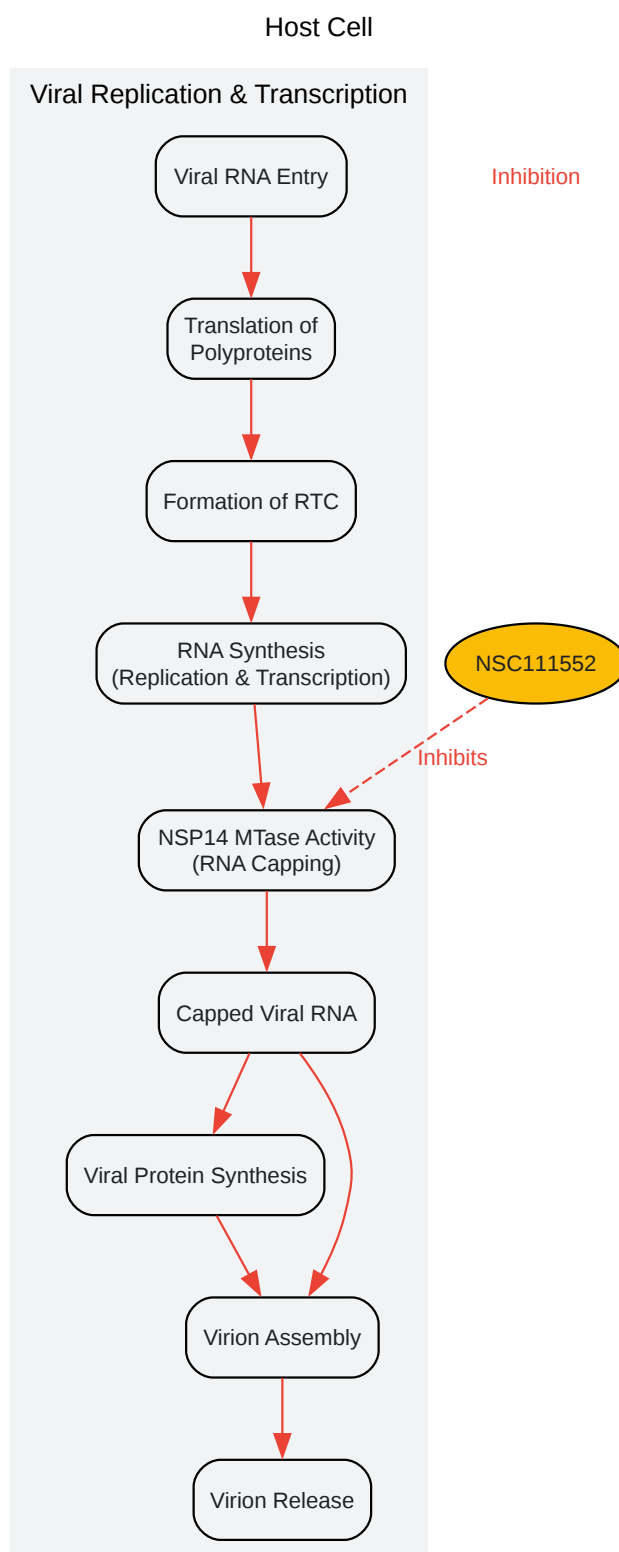 Host Cell
Viral Replication & Transcription
Viral RNA Entry
Inhibition
Translation of
Polyproteins
Formation of RTC
RNA Synthesis
(Replication & Transcription)
NSC111552
Inhibits
NSP14 MTase Activity
(RNA Capping)
Capped Viral RNA
Viral Protein Synthesis
Virion Assembly
Virion Release